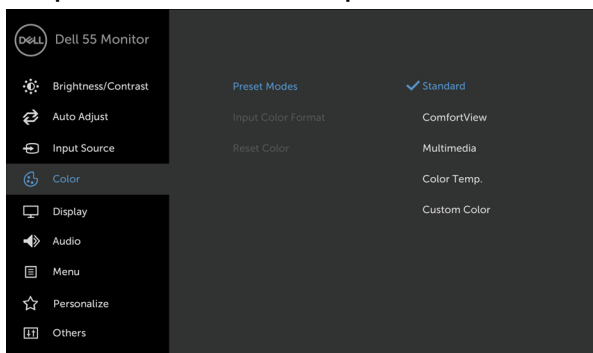 DELL Dell 55 Monitor
Brightness/Contrast
Auto Adjust
Input Source
Color
Display
Audio
Menu
Personalize
Others
Preset Modes
Input Color Format
Reset Color
Standard
ComfortView
Multimedia
Color Temp.
Custom Color